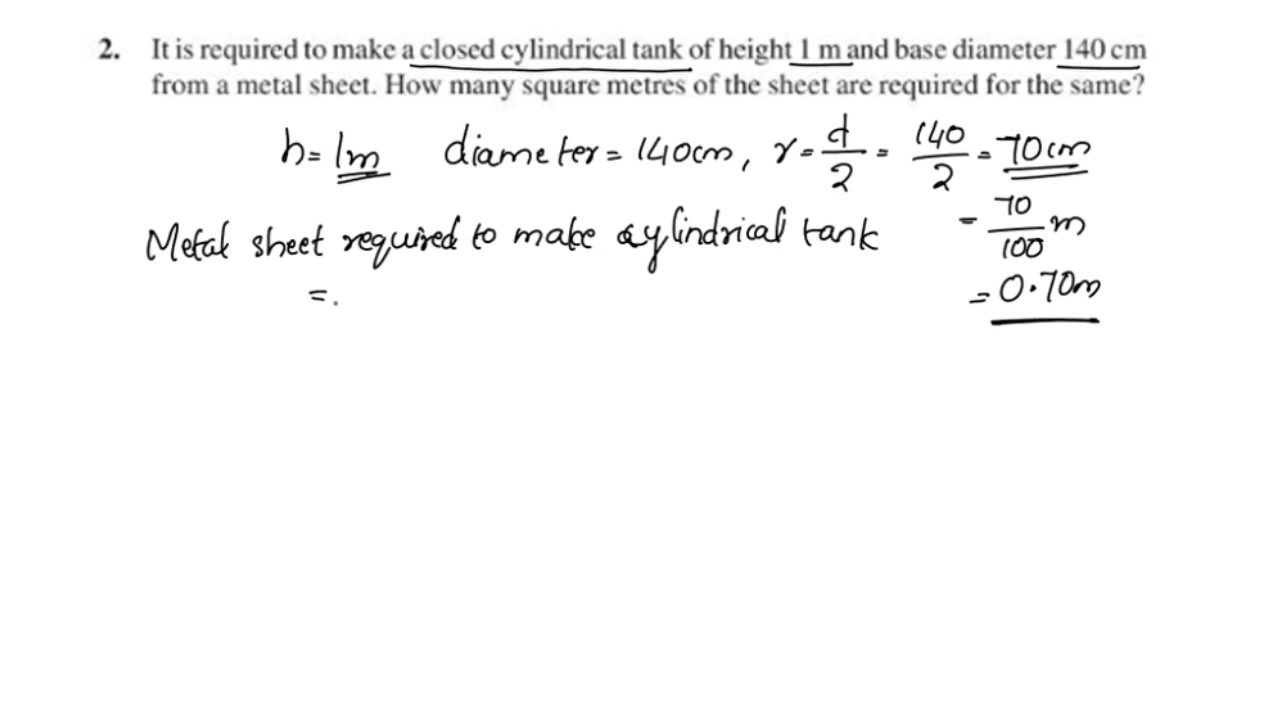 2. It is required to make a closed cylindrical tank of height 1 m and base diameter 140 cm
from a metal sheet. How many square metres of the sheet are required for the same?
h = 1m diameter = 140cm, r = d/2 = 140/2 = 70cm
= 70/100 m
Metal sheet required to make cylindrical tank
= 0.70m
=.